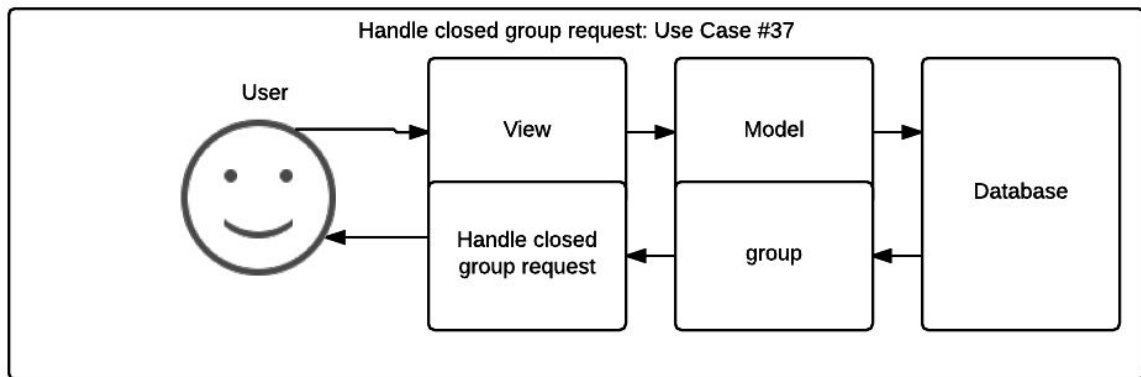 Handle closed group request: Use Case #37
User
View
Model
Database
Handle closed
group request
group